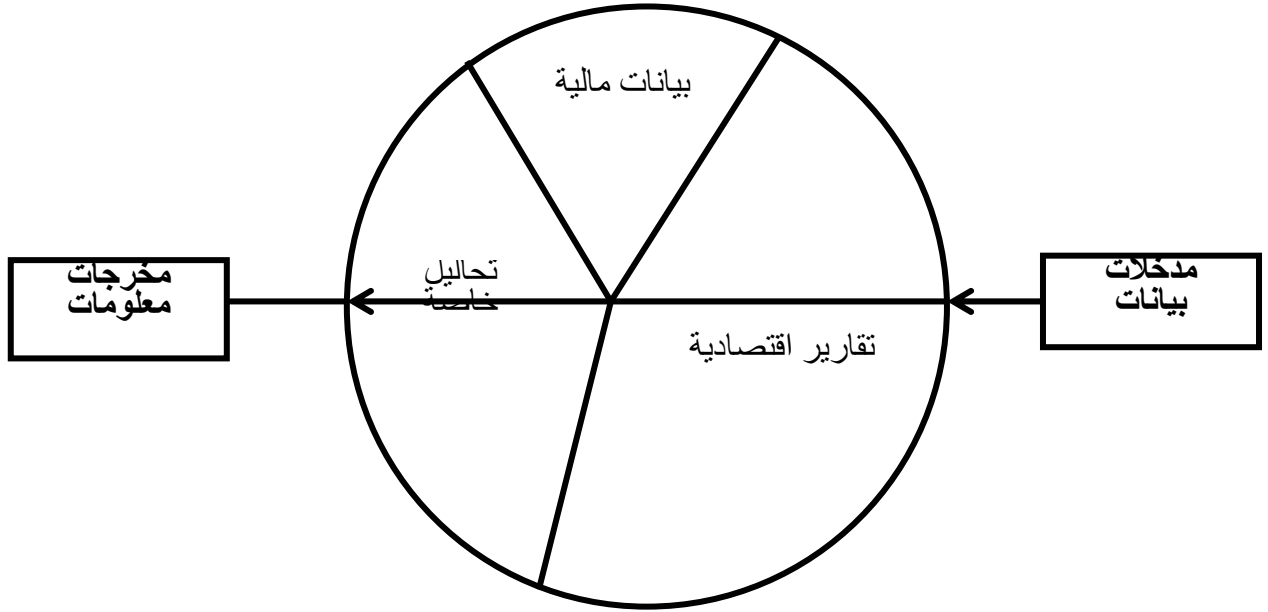 بيانات مالية
مدخلات
بيانات
تقارير اقتصادية
تحاليل
خاصة
مخرجات
معلومات